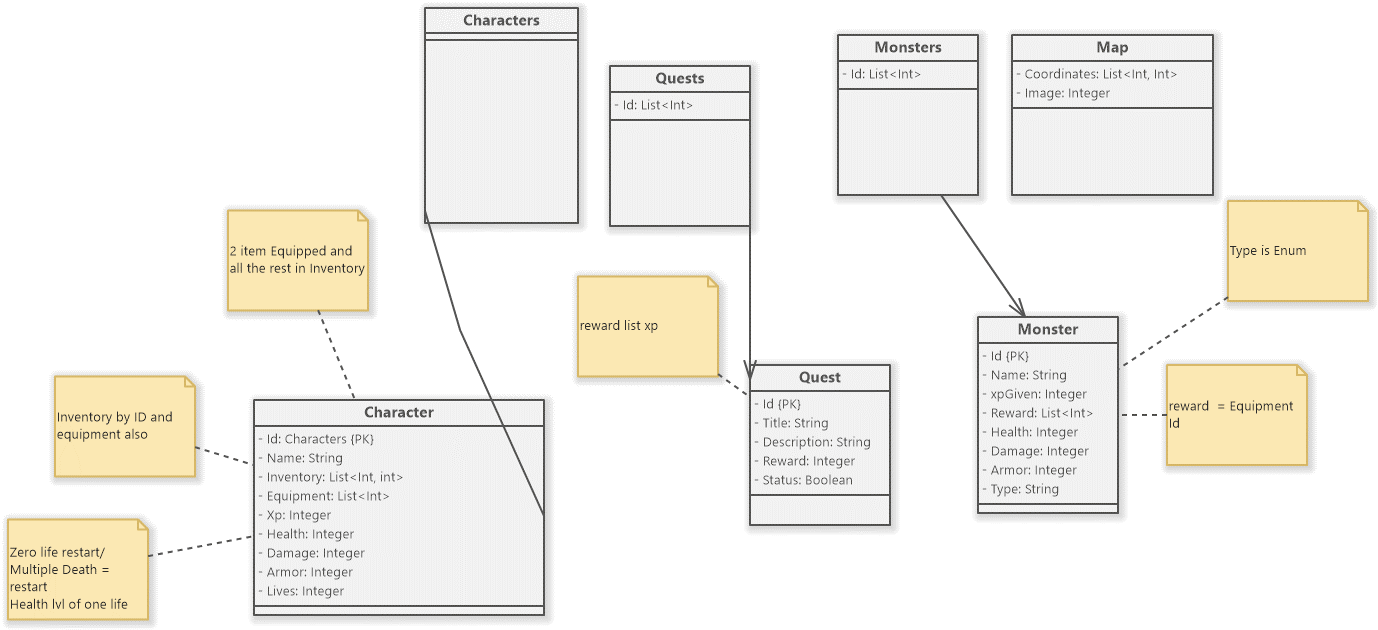 Characters
Quests
- Id: List<Int>
Monsters
- Id: List<Int>
Map
- Coordinates: List<Int, Int>
- Image: Integer
2 item Equipped and
all the rest in Inventory
reward list xp
Type is Enum
Inventory by ID and
equipment also
Character
- Id: Characters {PK}
- Name: String
- Inventory: List<Int, int>
- Equipment: List<Int>
- Xp: Integer
- Health: Integer
- Damage: Integer
- Armor: Integer
- Lives: Integer
Quest
- Id {PK}
- Title: String
- Description: String
- Reward: Integer
- Status: Boolean
Monster
- Id {PK}
- Name: String
- xpGiven: Integer
- Reward: List<Int>
- Health: Integer
- Damage: Integer
- Armor: Integer
- Type: String
reward  = Equipment
Id
Zero life restart/
Multiple Death =
restart
Health lvl of one life